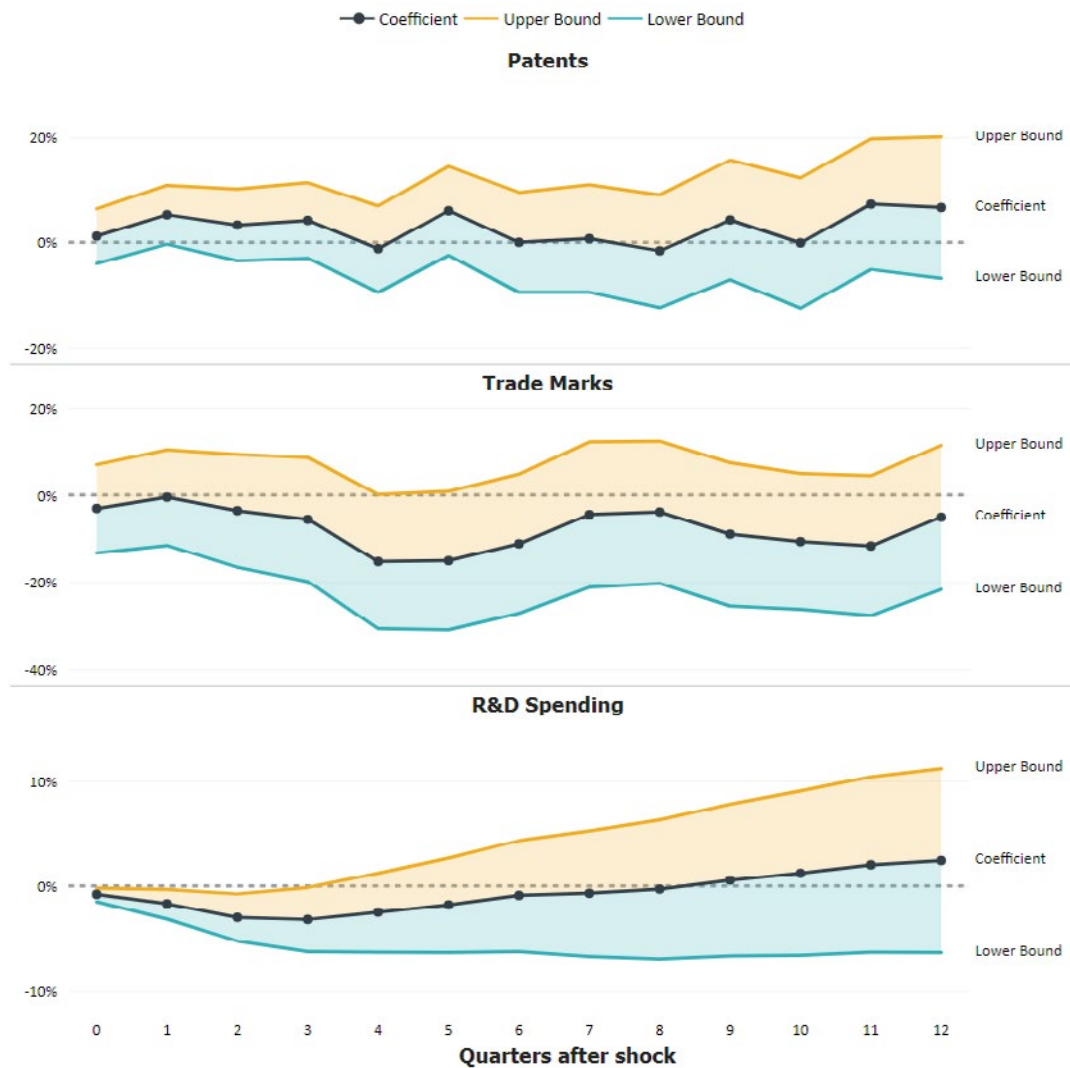 Coefficient Upper Bound Lower Bound
Patents
20%
Upper Bound
Coefficient
0%
Lower Bound
-20%
Trade Marks
20%
Upper Bound
0%
Coefficient
-20%
Lower Bound
-40%
R&D Spending
Upper Bound
10%
Coefficient
0%
Lower Bound
-10%
0 1 2 3 4 5 6 7 8 9 10 11 12
Quarters after shock